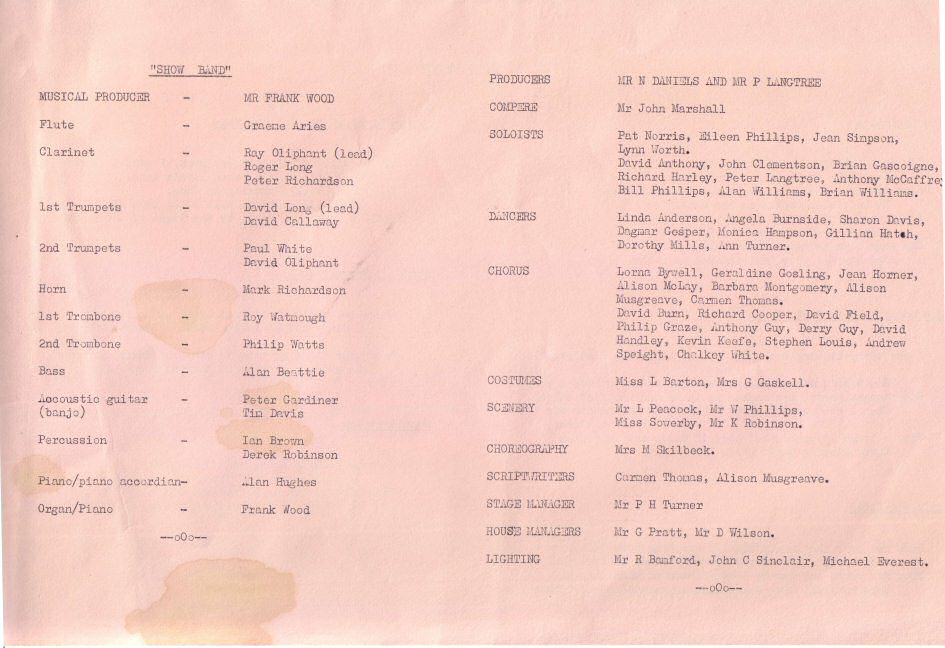 "SHOW BAND"
MUSICAL PRODUCER - MR FRANK WOOD
Flute - Graeme Aries
Clarinet - Ray Oliphant (lead)
Roger Long
Peter Richardson
1st Trumpets - David Long (lead)
David Callaway
2nd Trumpets - Paul White
David Oliphant
Horn - Mark Richardson
1st Trombone - Roy Watmough
2nd Trombone - Philip Watts
Bass - Alan Beattie
Accoustic guitar - Peter Gardiner
(banjo) Tim Davis
Percussion - Ian Brown
Derek Robinson
Piano/piano accordian- Alan Hughes
Organ/Piano - Frank Wood
--oOo--
PRODUCERS MR N DANIELS AND MR P LANGTREE
COMPERE Mr John Marshall
SOLOISTS Pat Norris, Eileen Phillips, Jean Simpson,
Lynn Worth.
David Anthony, John Clementson, Brian Gascoigne,
Richard Harley, Peter Langtree, Anthony McCaffre
Bill Phillips, Alan Williams, Brian Williams.
DANCERS Linda Anderson, Angela Burnside, Sharon Davis,
Dagmar Gosper, Monica Hampson, Gillian Hatch,
Dorothy Mills, Ann Turner.
CHORUS Lorna Bywell, Geraldine Gosling, Jean Horner,
Alison McLay, Barbara Montgomery, Alison
Musgreave, Carmen Thomas.
David Burn, Richard Cooper, David Field,
Philip Graze, Anthony Guy, Derry Guy, David
Handley, Kevin Keefe, Stephen Louis, Andrew
Speight, Chalkey White.
COSTUMES Miss L Barton, Mrs G Gaskell.
SCENERY Mr L Peacock, Mr W Phillips,
Miss Sowerby, Mr K Robinson.
CHOREOGRAPHY Mrs M Skilbeck.
SCRIPTWRITERS Carmen Thomas, Alison Musgreave.
STAGE MANAGER Mr P H Turner
HOUSE MANAGERS Mr G Pratt, Mr D Wilson.
LIGHTING Mr R Bamford, John C Sinclair, Michael Everest.
--oOo--